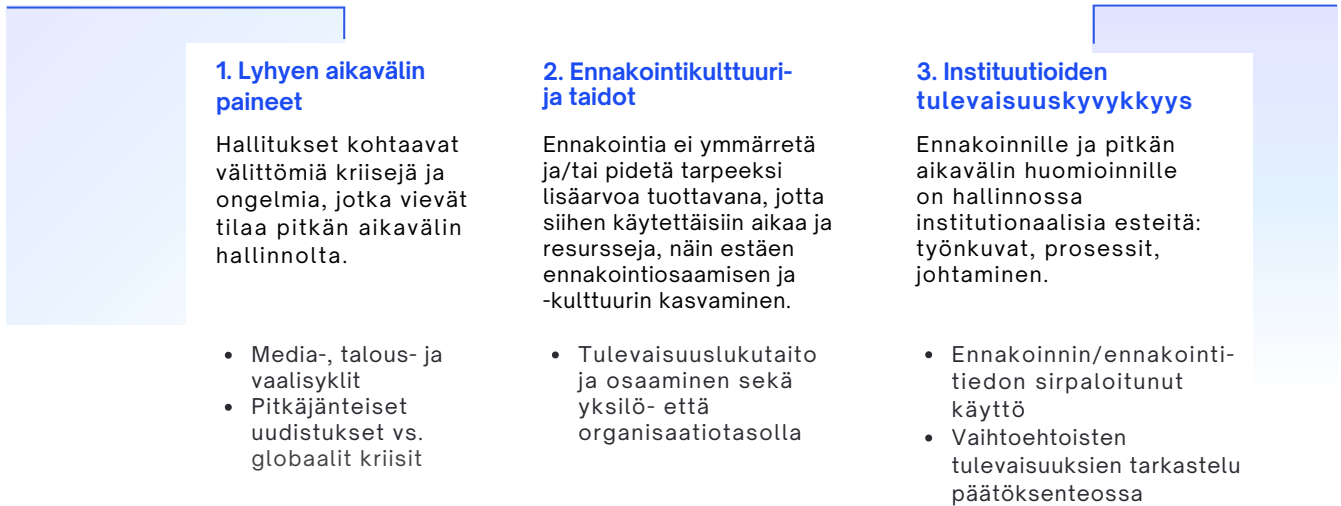 1. Lyhyen aikavälin
paineet
Hallitukset kohtaavat
välittömiä kriisejä ja
ongelmia, jotka vievät
tilaa pitkän aikavälin
hallinnolta.
• Media-, talous- ja
vaalisyklit
• Pitkäjänteiset
uudistukset vs.
globaalit kriisit
2. Ennakointikulttuuri-
ja taidot
Ennakointia ei ymmärretä
ja/tai pidetä tarpeeksi
lisäarvoa tuottavana, jotta
siihen käytettäisiin aikaa ja
resursseja, näin estäen
ennakointiosaamisen ja
-kulttuurin kasvaminen.
• Tulevaisuuslukutaito
ja osaaminen sekä
yksilö- että
organisaatiotasolla
3. Instituutioiden
tulevaisuuskyvykkyys
Ennakoinnille ja pitkän
aikavälin huomioinnille
on hallinnossa
institutionaalisia esteitä:
työnkuvat, prosessit,
johtaminen.
• Ennakoinnin/ennakointi-
tiedon sirpaloitunut
käyttö
• Vaihtoehtoisten
tulevaisuuksien tarkastelu
päätöksenteossa